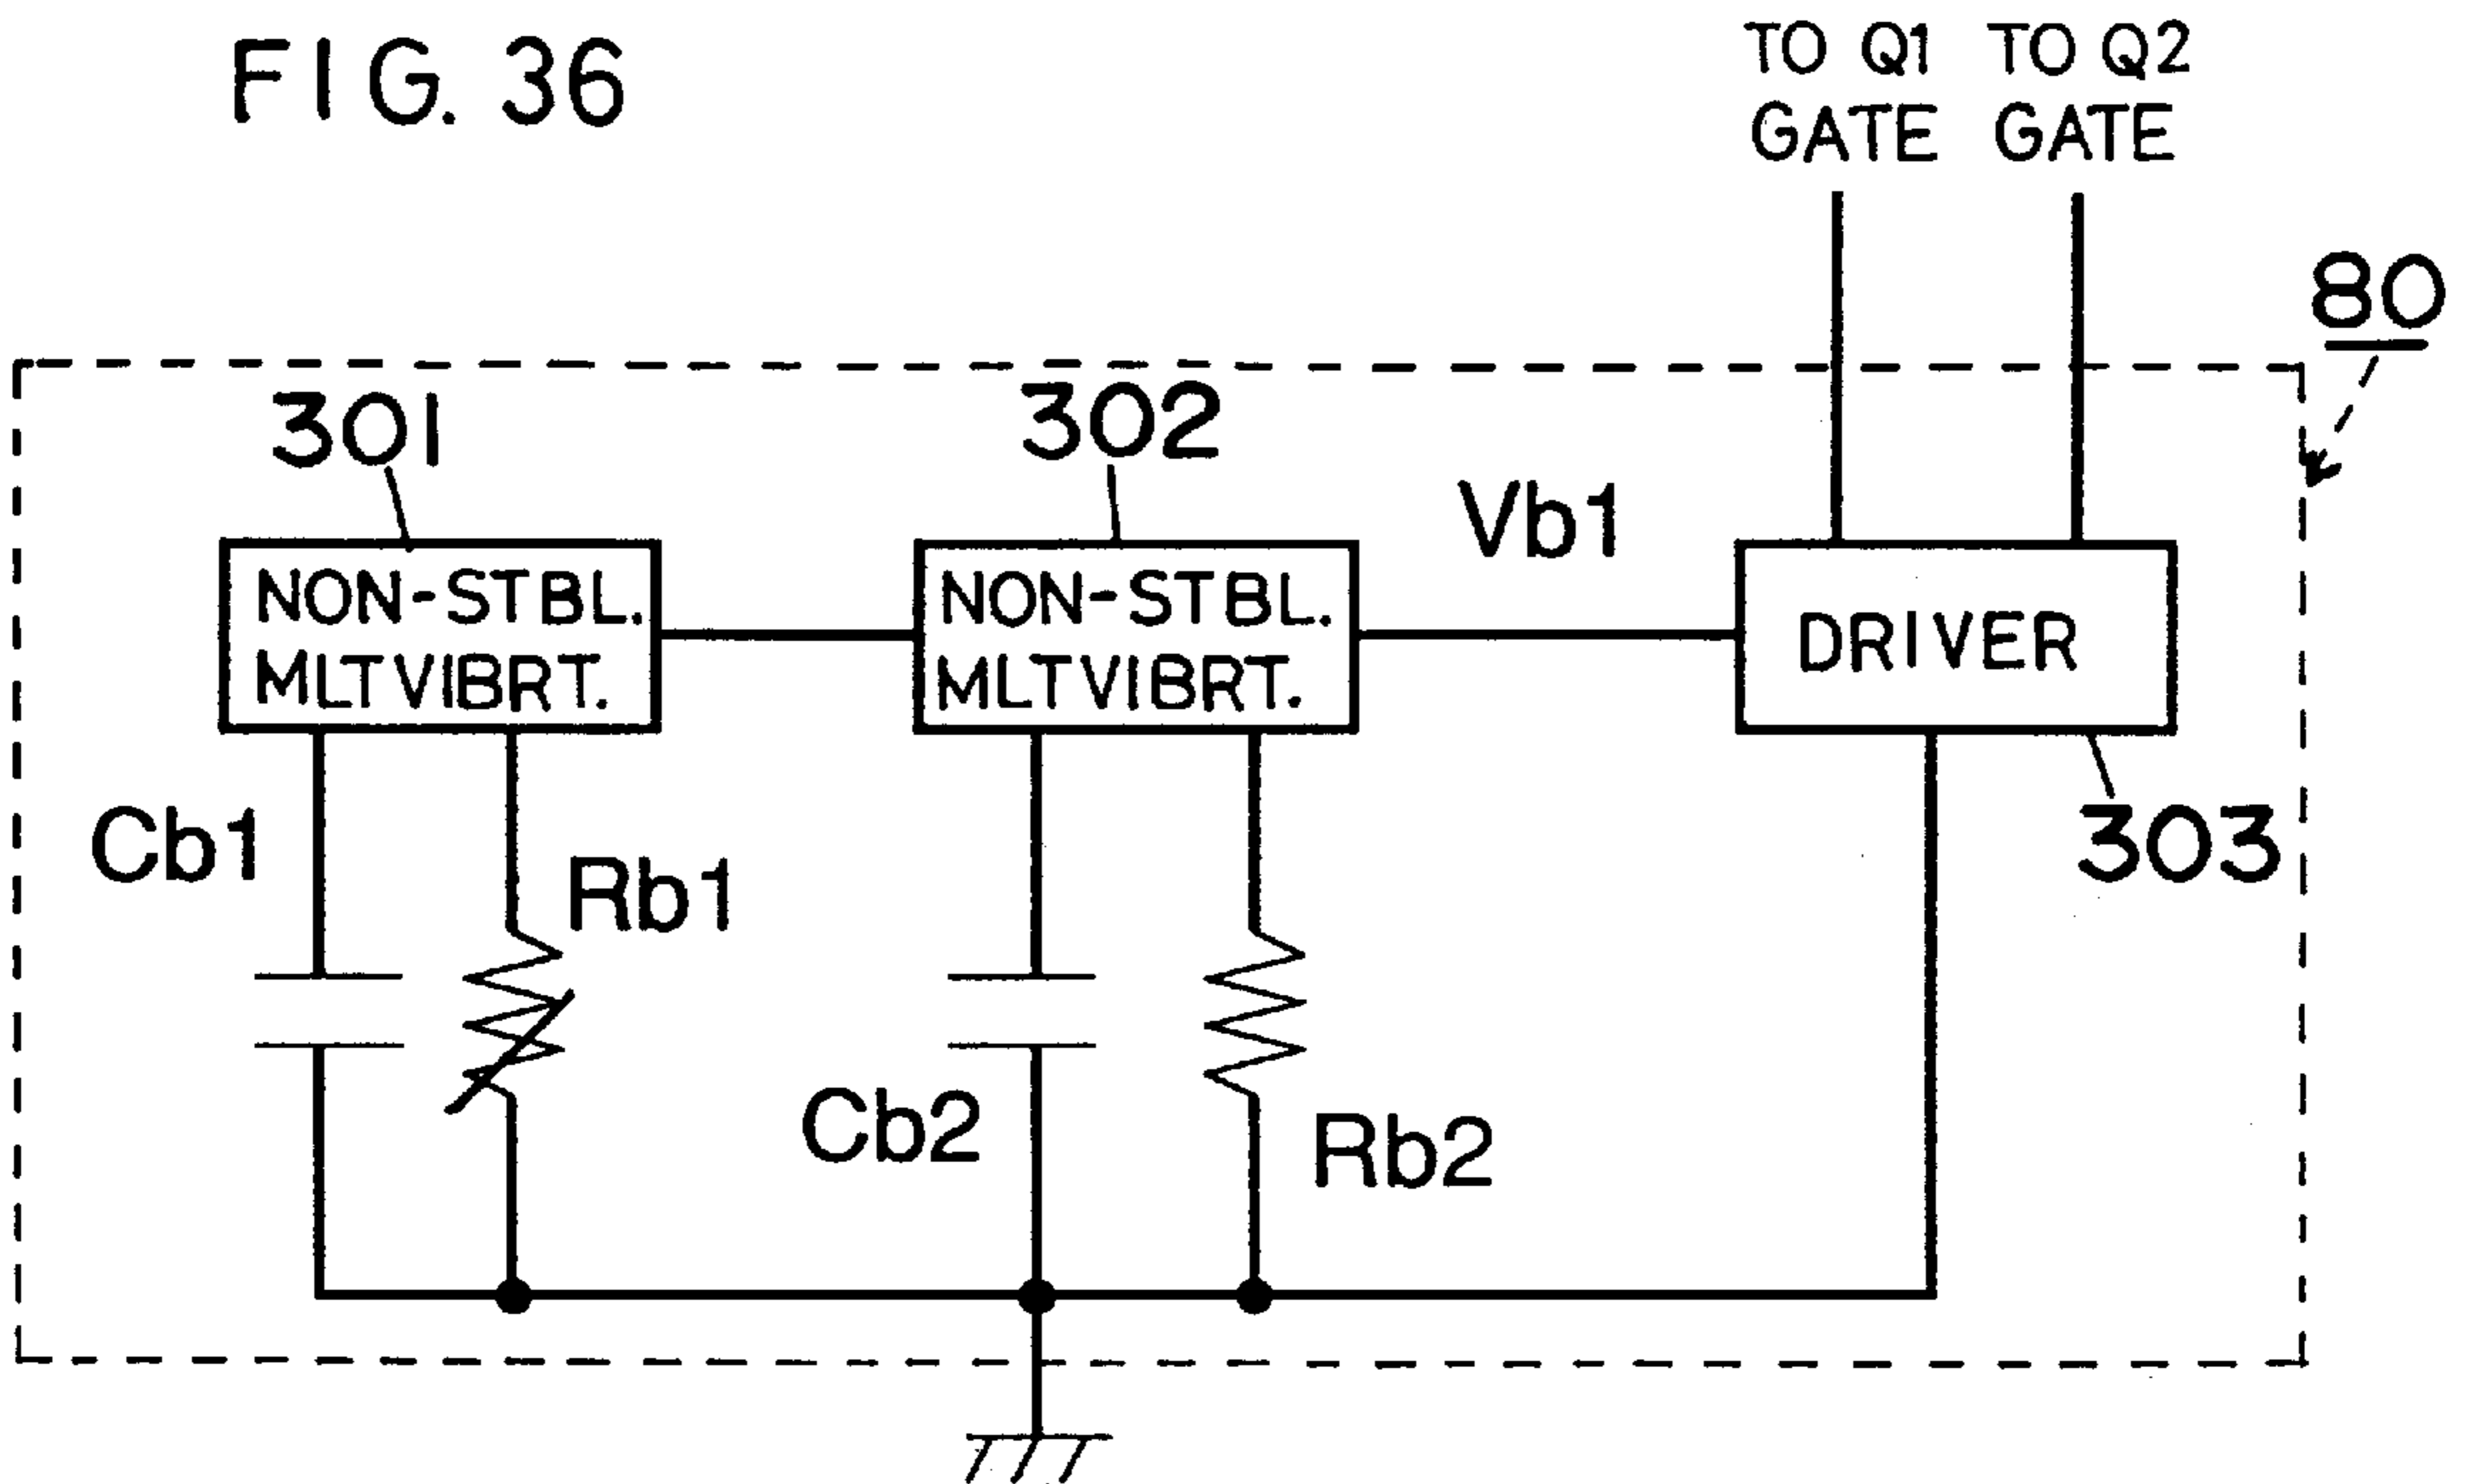 FIG. 36
TO Q1 GATE
TO Q2 GATE
80
301
302
Vb1
NON-STBL.
MLTVIBRT.
NON-STBL.
MLTVIBRT.
DRIVER
303
Cb1
Rb1
Cb2
Rb2